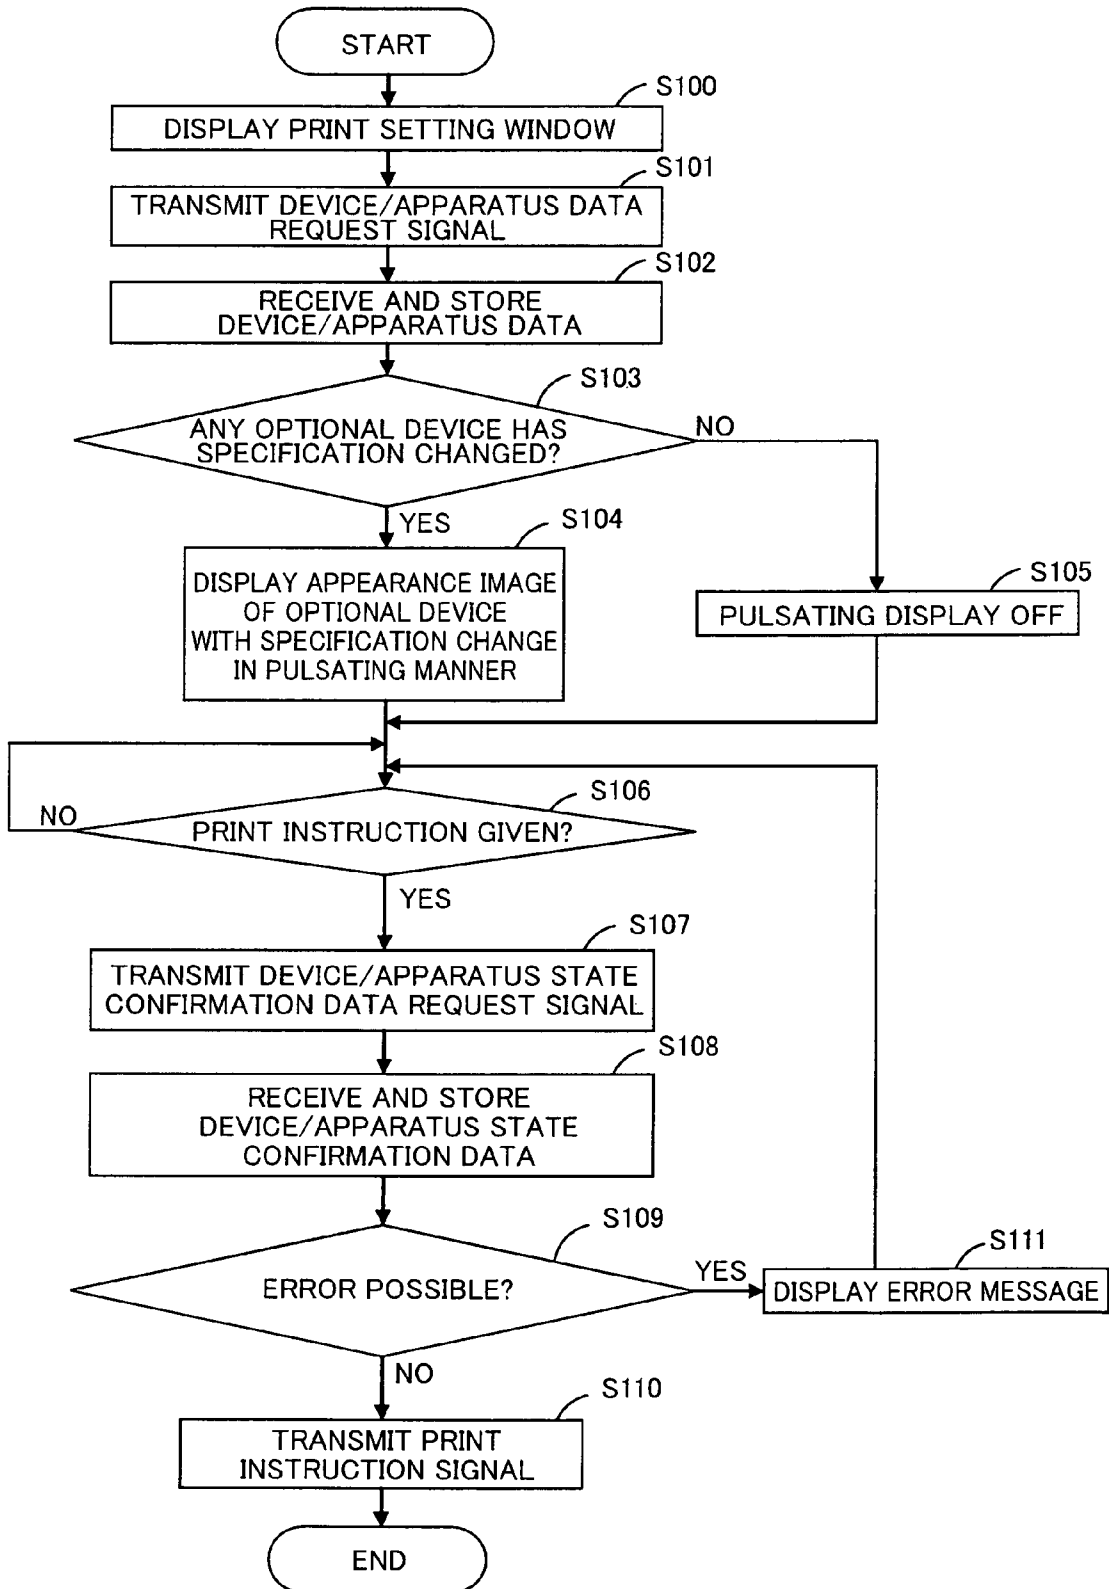 START
S100
DISPLAY PRINT SETTING WINDOW
S101
TRANSMIT DEVICE/APPARATUS DATA
REQUEST SIGNAL
S102
RECEIVE AND STORE
DEVICE/APPARATUS DATA
S103
ANY OPTIONAL DEVICE HAS
SPECIFICATION CHANGED?
NO
YES
S104
DISPLAY APPEARANCE IMAGE
OF OPTIONAL DEVICE
WITH SPECIFICATION CHANGE
IN PULSATING MANNER
S105
PULSATING DISPLAY OFF
S106
PRINT INSTRUCTION GIVEN?
NO
YES
S107
TRANSMIT DEVICE/APPARATUS STATE
CONFIRMATION DATA REQUEST SIGNAL
S108
RECEIVE AND STORE
DEVICE/APPARATUS STATE
CONFIRMATION DATA
S109
ERROR POSSIBLE?
YES
S111
DISPLAY ERROR MESSAGE
NO
S110
TRANSMIT PRINT
INSTRUCTION SIGNAL
END